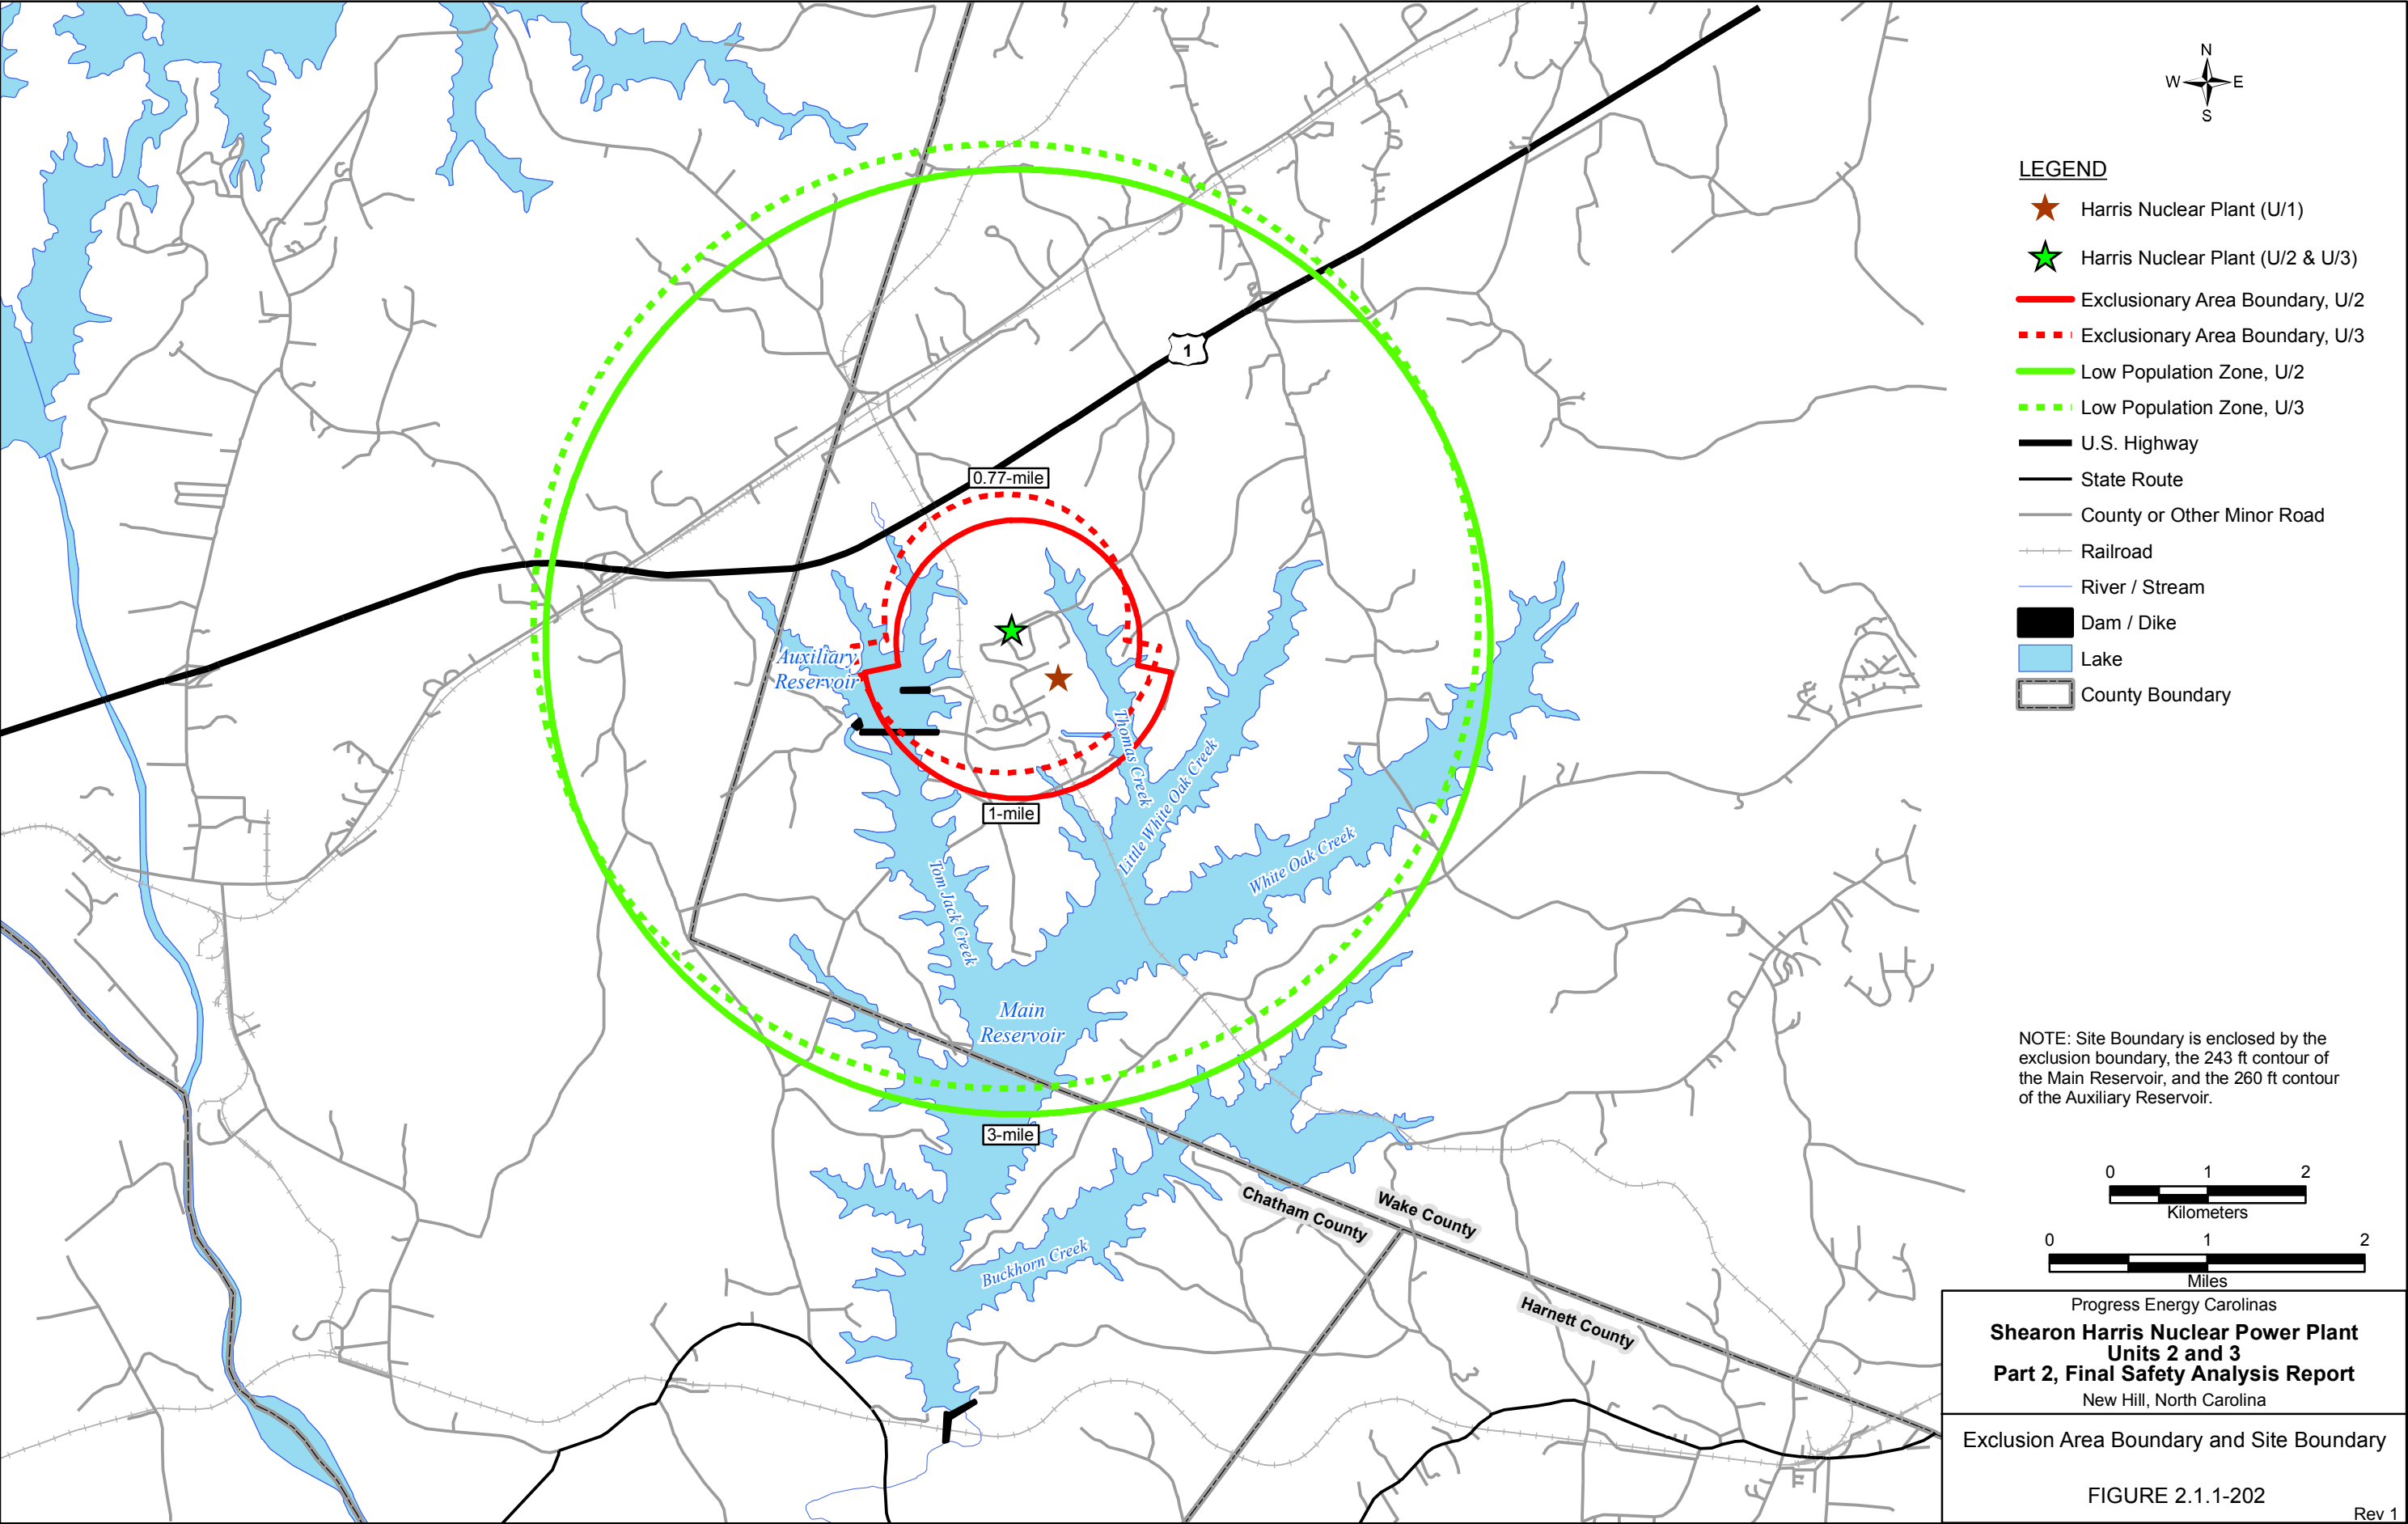 N
W E
S
LEGEND
Harris Nuclear Plant (U/1)
Harris Nuclear Plant (U/2 & U/3)
Exclusionary Area Boundary, U/2
Exclusionary Area Boundary, U/3
Low Population Zone, U/2
Low Population Zone, U/3
U.S. Highway
State Route
County or Other Minor Road
Railroad
River / Stream
Dam / Dike
Lake
County Boundary
1
0.77-mile
Auxiliary
Reservoir
Thomas Creek
1-mile
Little White Oak Creek
White Oak Creek
Tom Jack Creek
Main
Reservoir
3-mile
Chatham County
Wake County
Buckhorn Creek
Harnett County
NOTE: Site Boundary is enclosed by the
exclusion boundary, the 243 ft contour of
the Main Reservoir, and the 260 ft contour
of the Auxiliary Reservoir.
0 1 2
Kilometers
0 1 2
Miles
Progress Energy Carolinas
Shearon Harris Nuclear Power Plant
Units 2 and 3
Part 2, Final Safety Analysis Report
New Hill, North Carolina
Exclusion Area Boundary and Site Boundary
FIGURE 2.1.1-202
Rev 1